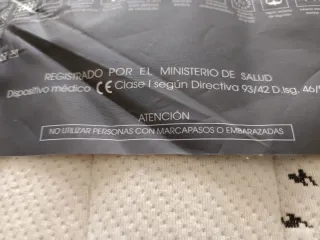 REGISTRADO POR EL MINISTERIO DE SALUD
Dispositivo médico CE Clase I según Directiva 93/42 D.lsg. 46/
ATENCIÓN
NO UTILIZAR PERSONAS CON MARCAPASOS O EMBARAZADAS